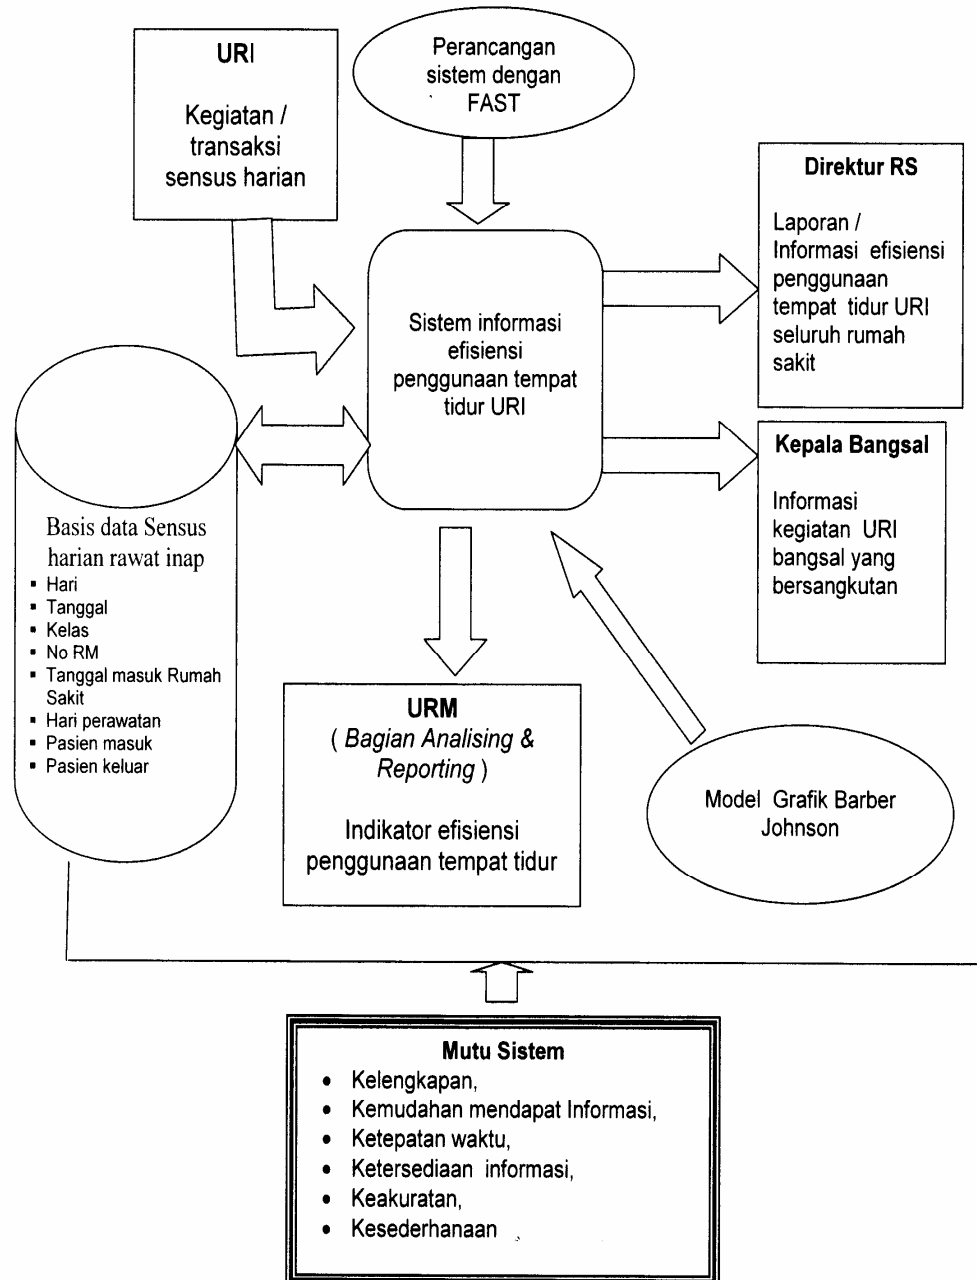 URI
Kegiatan /
transaksi
sensus harian
Perancangan
sistem dengan
FAST
Direktur RS
Laporan /
Informasi efisiensi
penggunaan
tempat tidur URI
seluruh rumah
sakit
Sistem informasi
efisiensi
penggunaan tempat
tidur URI
Kepala Bangsal
Informasi
kegiatan URI
bangsal yang
bersangkutan
Basis data Sensus
harian rawat inap
▪ Hari
▪ Tanggal
▪ Kelas
▪ No RM
▪ Tanggal masuk Rumah
Sakit
▪ Hari perawatan
▪ Pasien masuk
▪ Pasien keluar
URM
( Bagian Analising &
Reporting )
Indikator efisiensi
penggunaan tempat tidur
Model Grafik Barber
Johnson
Mutu Sistem
• Kelengkapan,
• Kemudahan mendapat Informasi,
• Ketepatan waktu,
• Ketersediaan informasi,
• Keakuratan,
• Kesederhanaan